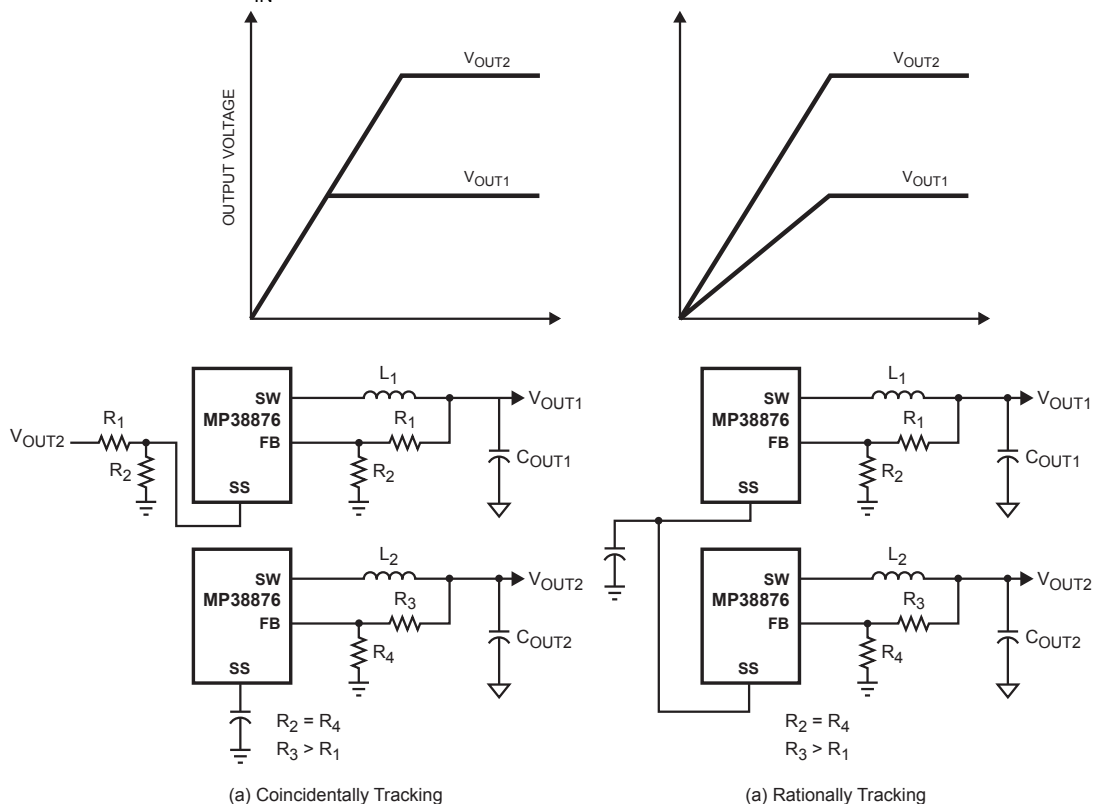 IN
OUTPUT VOLTAGE
VOUT2
VOUT1
VOUT2
VOUT1
VOUT2
R1
R2
SW
MP38876
FB
SS
L1
R1
R2
VOUT1
COUT1
SW
MP38876
FB
SS
L2
R3
R4
VOUT2
COUT2
R2 = R4
R3 > R1
(a) Coincidentally Tracking
SW
MP38876
FB
SS
L1
R1
R2
VOUT1
COUT1
SW
MP38876
FB
SS
L2
R3
R4
VOUT2
COUT2
R2 = R4
R3 > R1
(a) Rationally Tracking